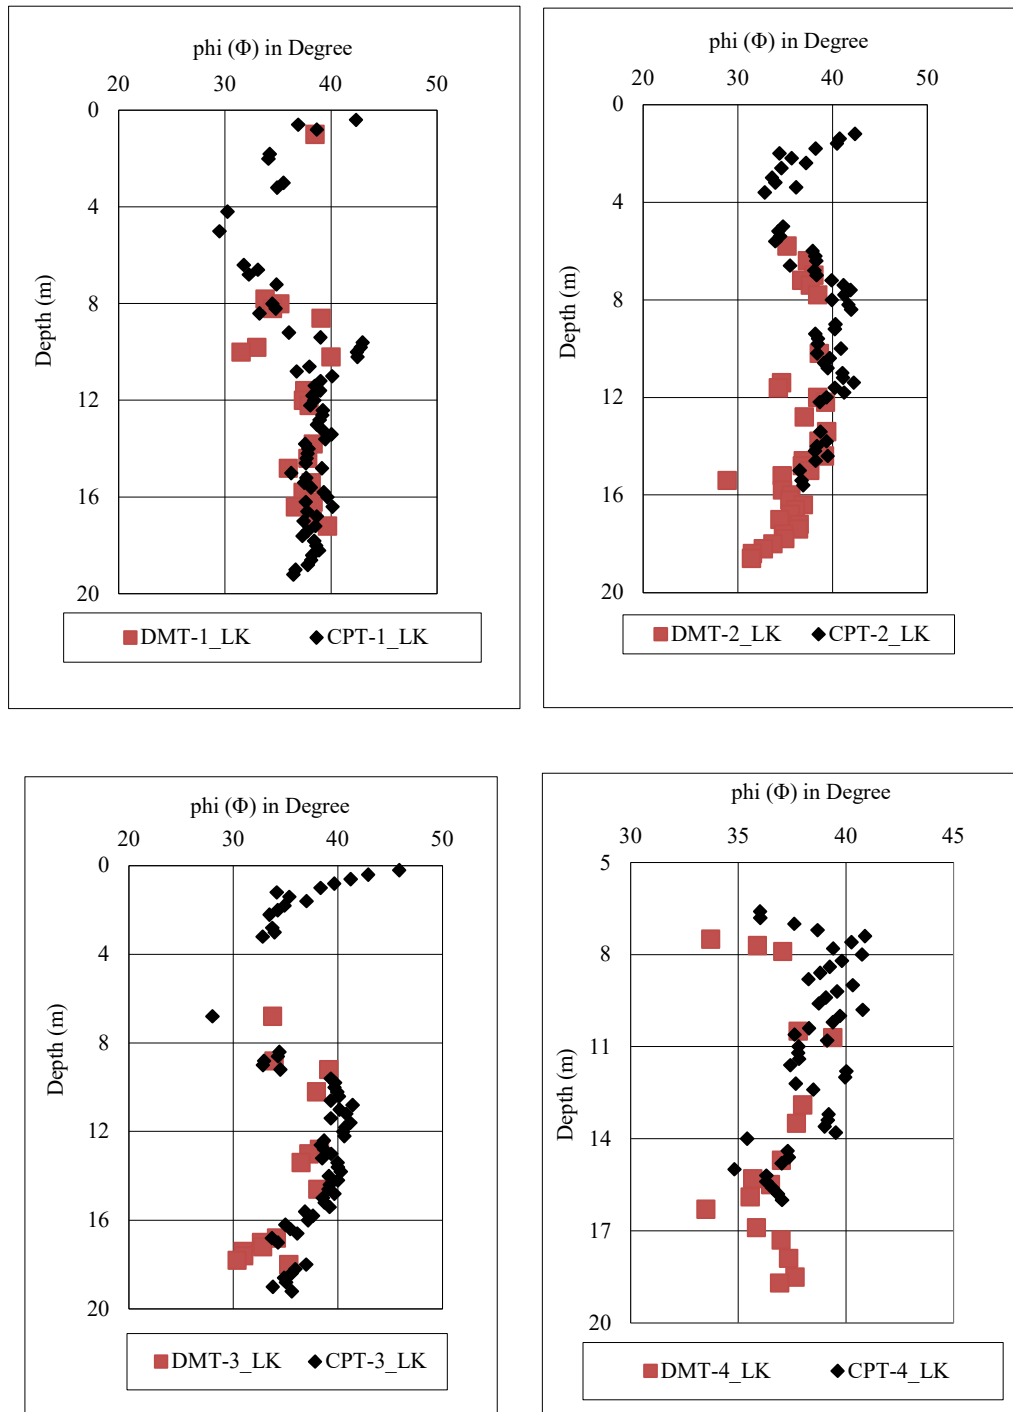 phi (Φ) in Degree
20 30 40 50
0
4
8
12
16
20
Depth (m)
DMT-1_LK CPT-1_LK
phi (Φ) in Degree
20 30 40 50
0
4
8
12
16
20
Depth (m)
DMT-2_LK CPT-2_LK
phi (Φ) in Degree
20 30 40 50
0
4
8
12
16
20
Depth (m)
DMT-3_LK CPT-3_LK
phi (Φ) in Degree
30 35 40 45
5
8
11
14
17
20
Depth (m)
DMT-4_LK CPT-4_LK